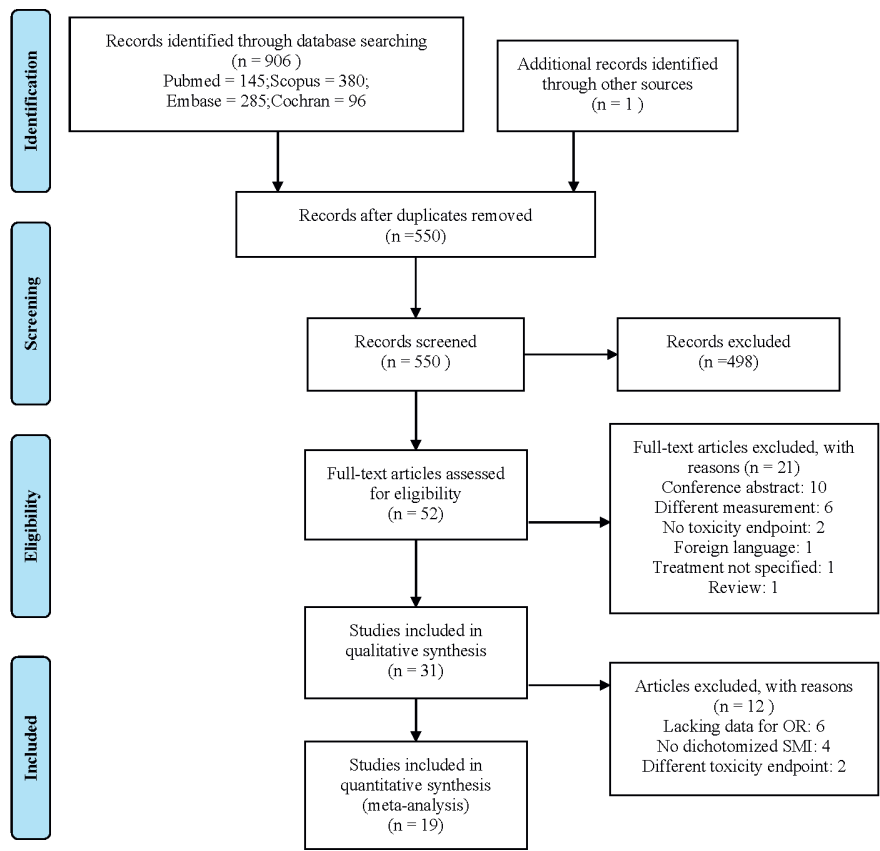 Identification
Records identified through database searching
(n = 906 )
Pubmed = 145;Scopus = 380;
Embase = 285;Cochran = 96
Additional records identified
through other sources
(n = 1 )
Records after duplicates removed
(n =550)
Screening
Records screened
(n = 550 )
Records excluded
(n =498)
Eligibility
Full-text articles assessed
for eligibility
(n = 52)
Full-text articles excluded, with
reasons (n = 21)
Conference abstract: 10
Different measurement: 6
No toxicity endpoint: 2
Foreign language: 1
Treatment not specified: 1
Review: 1
Studies included in
qualitative synthesis
(n = 31)
Included
Articles excluded, with reasons
(n = 12 )
Lacking data for OR: 6
No dichotomized SMI: 4
Different toxicity endpoint: 2
Studies included in
quantitative synthesis
(meta-analysis)
(n = 19)